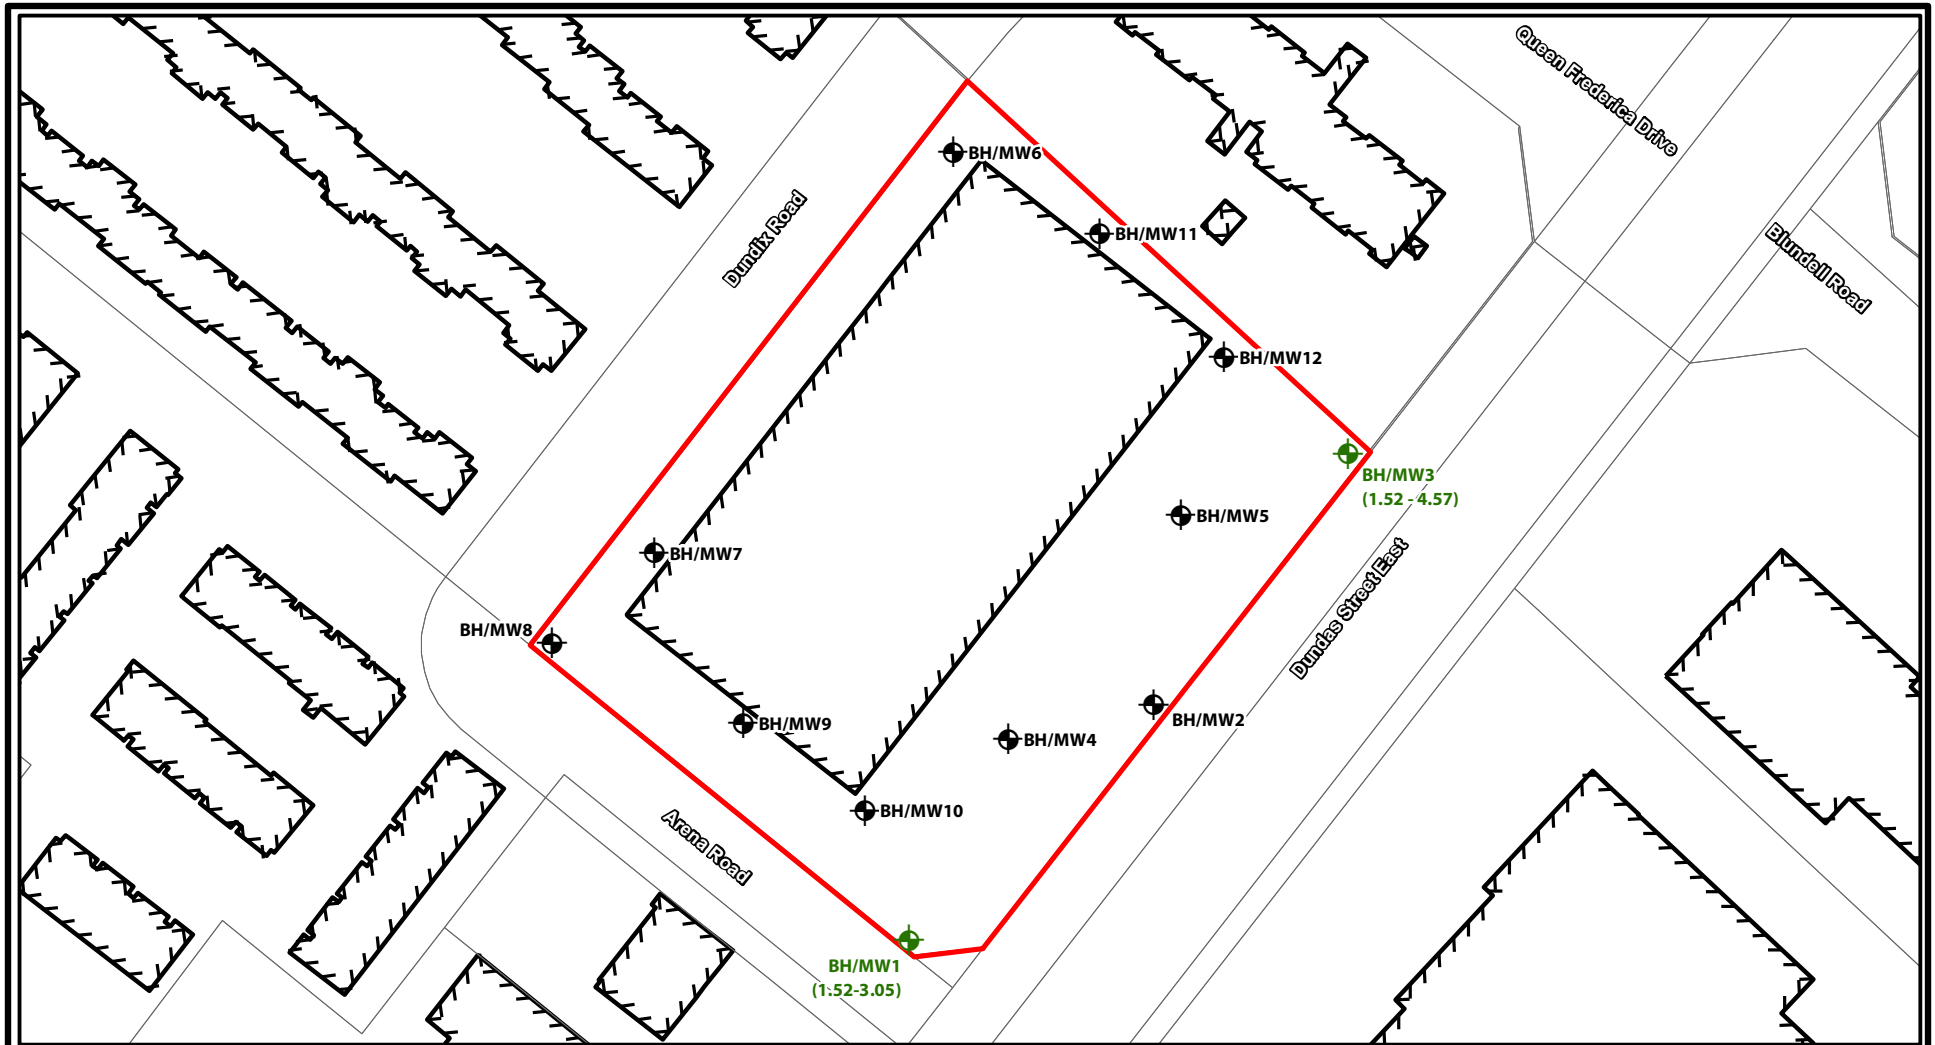 Queen Frederica Drive
BH/MW6
Dundix Road
BH/MW11
Blundell Road
BH/MW12
BH/MW3
(1.52 - 4.57)
BH/MW5
BH/MW7
Dundas Street East
BH/MW8
BH/MW2
BH/MW9
BH/MW4
BH/MW10
Arena Road
BH/MW1
(1.52-3.05)